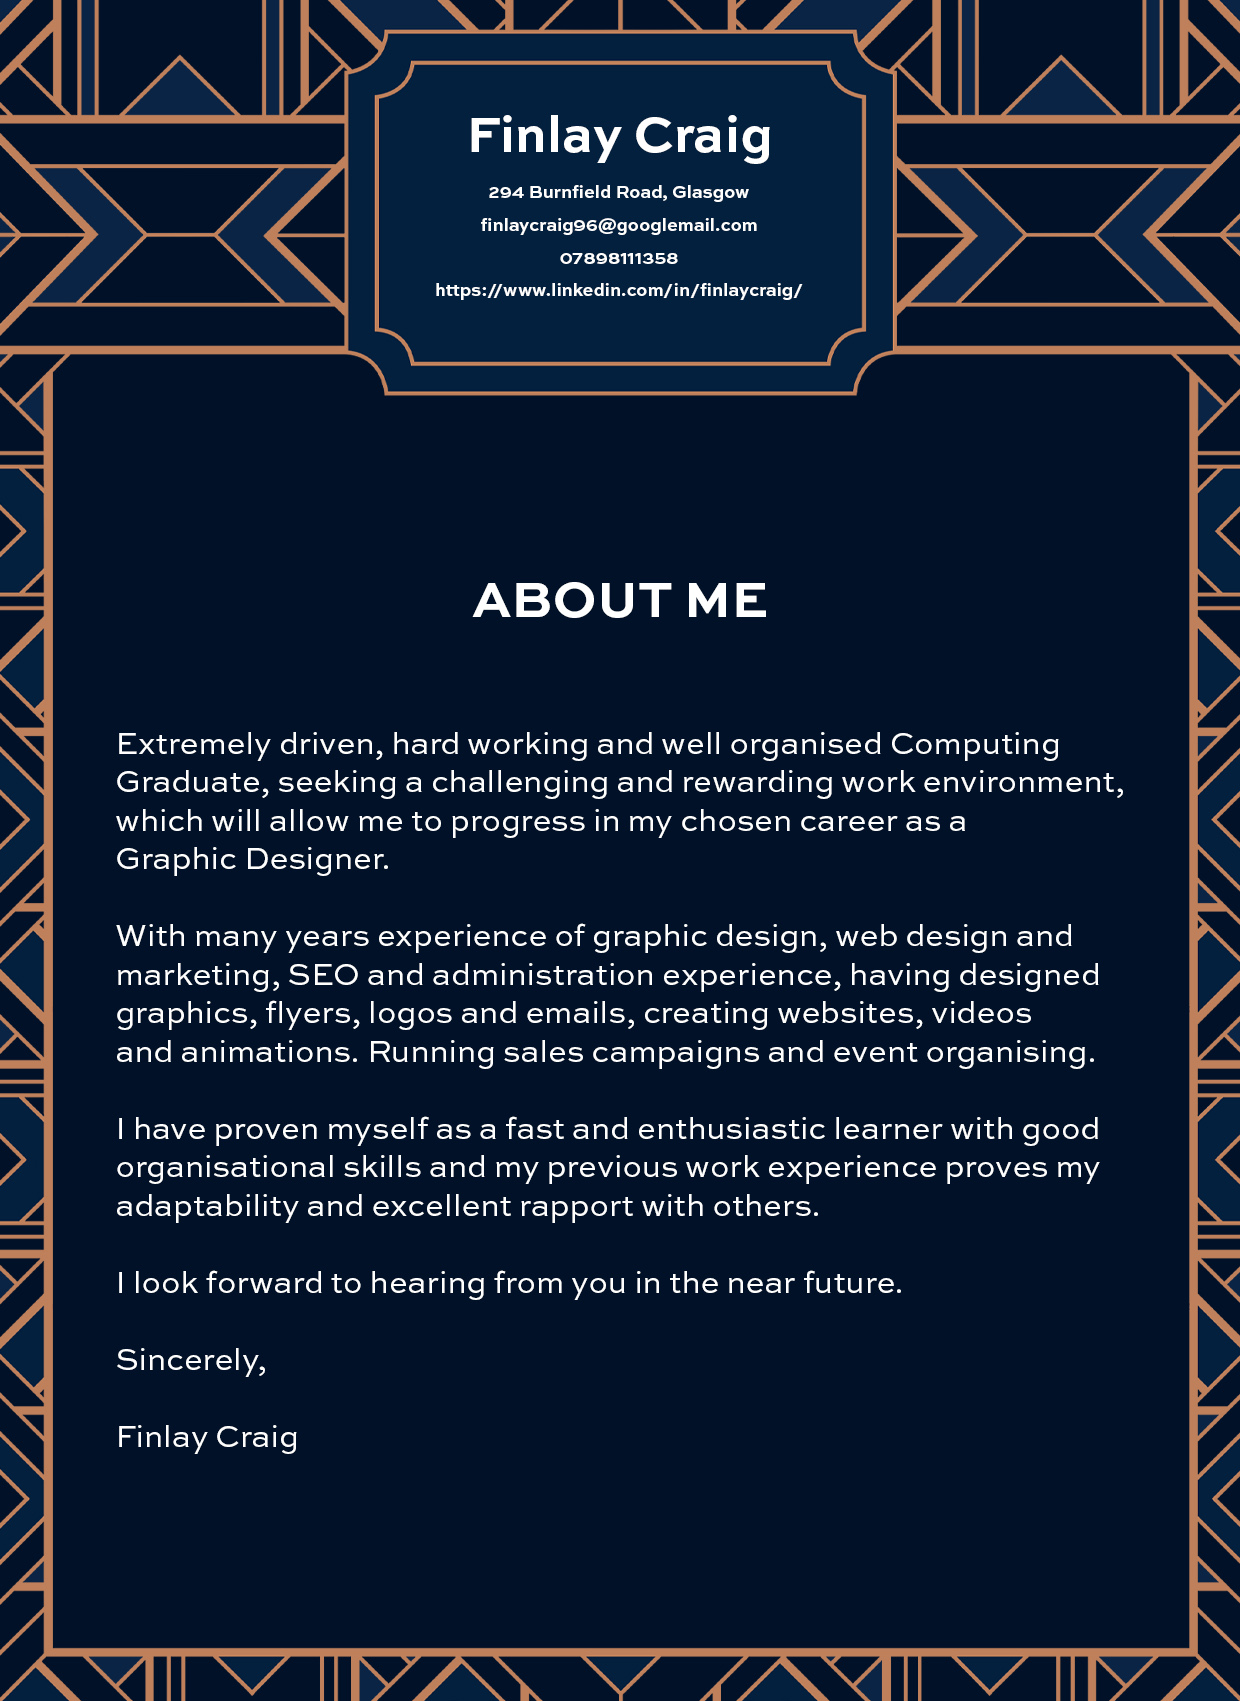 Finlay Craig
294 Burnfield Road, Glasgow
finlaycraig96@googlemail.com
07898111358
https://www.linkedin.com/in/finlaycraig/
ABOUT ME
Extremely driven, hard working and well organised Computing
Graduate, seeking a challenging and rewarding work environment,
which will allow me to progress in my chosen career as a
Graphic Designer.
With many years experience of graphic design, web design and
marketing, SEO and administration experience, having designed
graphics, flyers, logos and emails, creating websites, videos
and animations. Running sales campaigns and event organising.
I have proven myself as a fast and enthusiastic learner with good
organisational skills and my previous work experience proves my
adaptability and excellent rapport with others.
I look forward to hearing from you in the near future.
Sincerely,
Finlay Craig